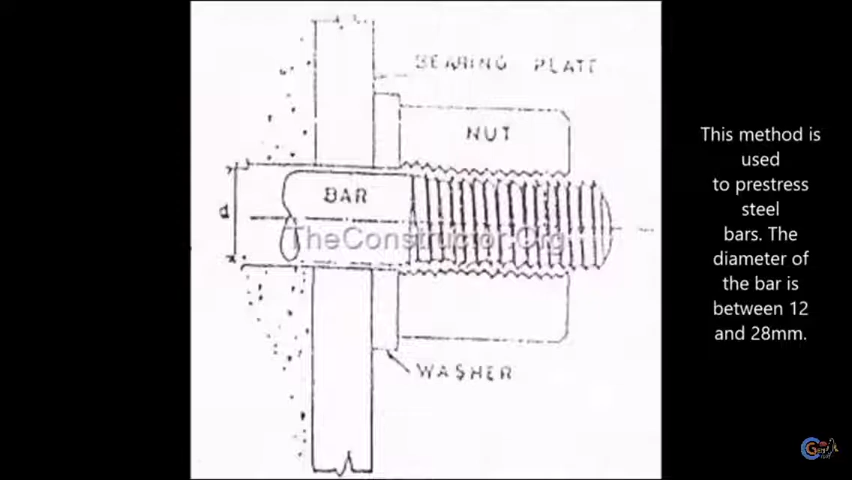 BEARING PLATE
NUT
BAR
d
TheConstructor.Org
WASHER
This method is
used
to prestress
steel
bars. The
diameter of
the bar is
between 12
and 28mm.